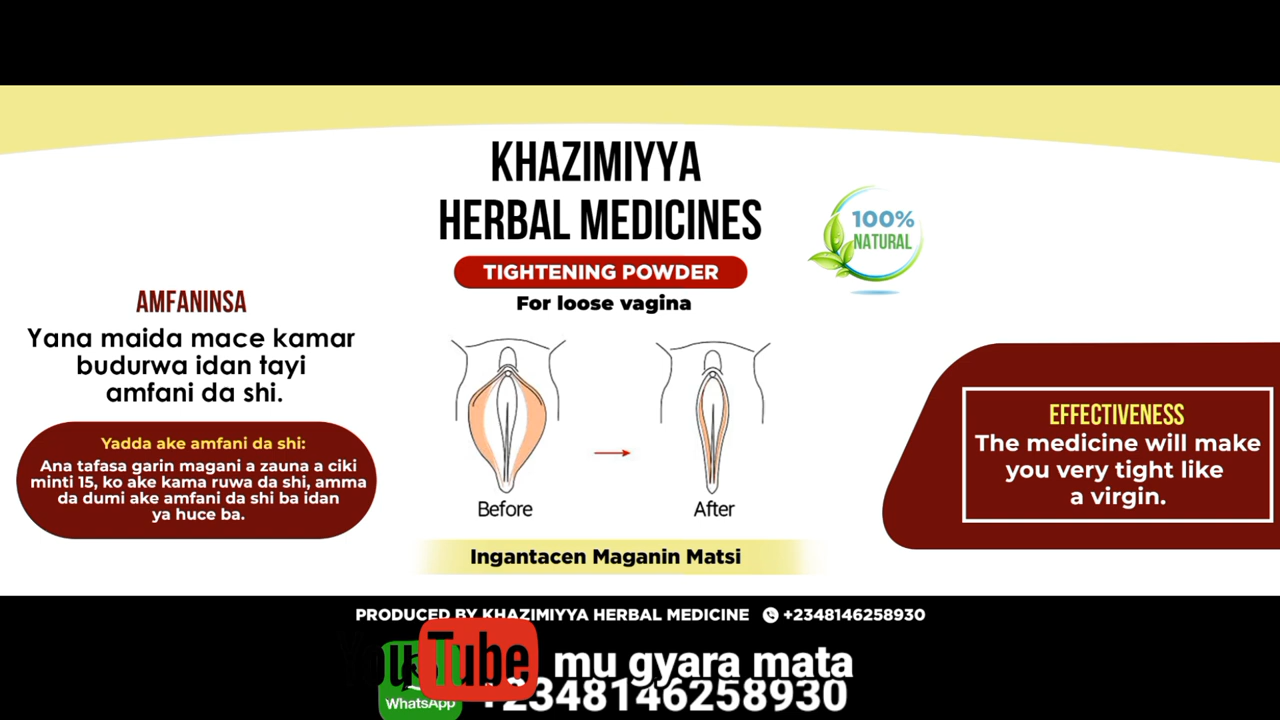 KHAZIMIYYA
HERBAL MEDICINES
100%
NATURAL
TIGHTENING POWDER
For loose vagina
AMFANINSA
Yana maida mace kamar
budurwa idan tayi
amfani da shi.
Yadda ake amfani da shi:
Ana tafasa garin magani a zauna a ciki
minti 15, ko ake kama ruwa da shi, amma
da dumi ake amfani da shi ba idan
ya huce ba.
Before
After
EFFECTIVENESS
The medicine will make
you very tight like
a virgin.
Ingantacen Maganin Matsi
PRODUCED BY KHAZIMIYYA HERBAL MEDICINE +2348146258930
YouTube mu gyara mata
WhatsApp +2348146258930